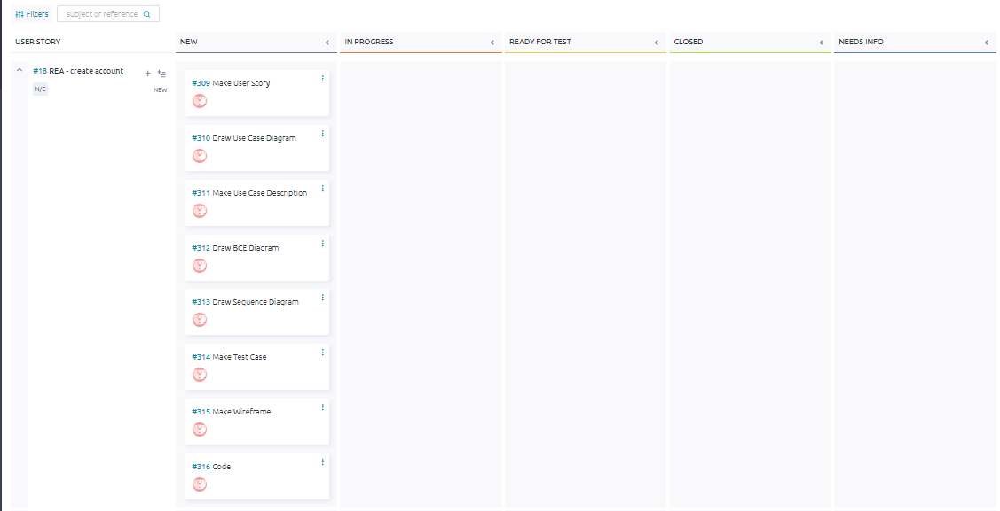 Filters
subject or reference
USER STORY
NEW
IN PROGRESS
READY FOR TEST
CLOSED
NEEDS INFO
#18 REA - create account
N/E
NEW
#309 Make User Story
#310 Draw Use Case Diagram
#311 Make Use Case Description
#312 Draw BCE Diagram
#313 Draw Sequence Diagram
#314 Make Test Case
#315 Make Wireframe
#316 Code